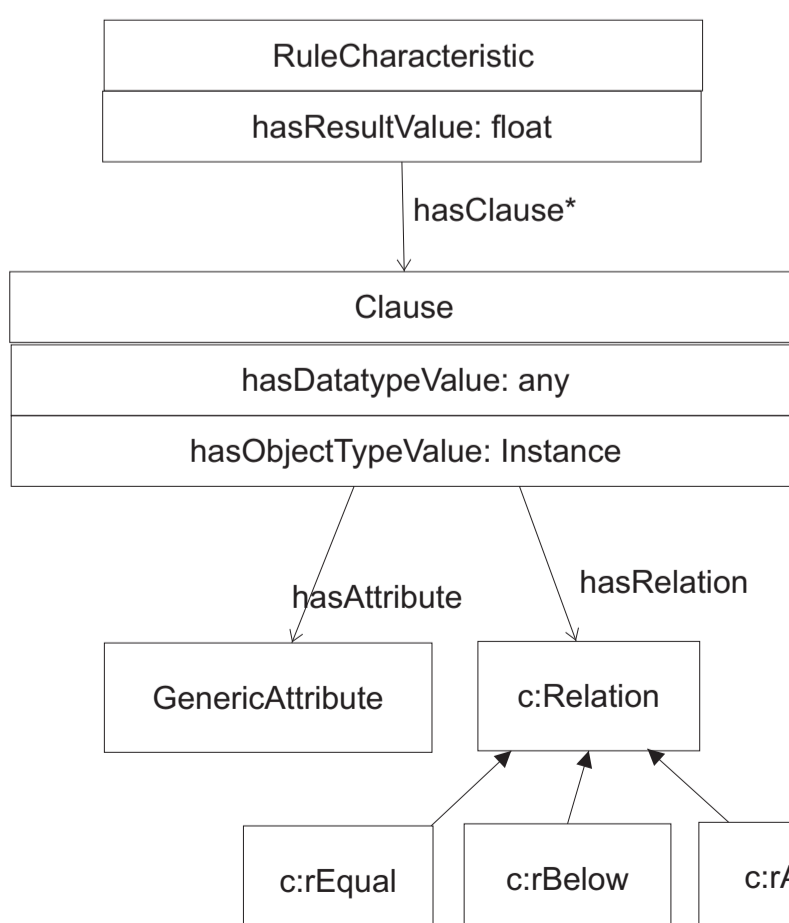 RuleCharacteristic
hasResultValue: float
hasClause*
Clause
hasDatatypeValue: any
hasObjectTypeValue: Instance
hasAttribute
hasRelation
GenericAttribute
c:Relation
c:rEqual
c:rBelow